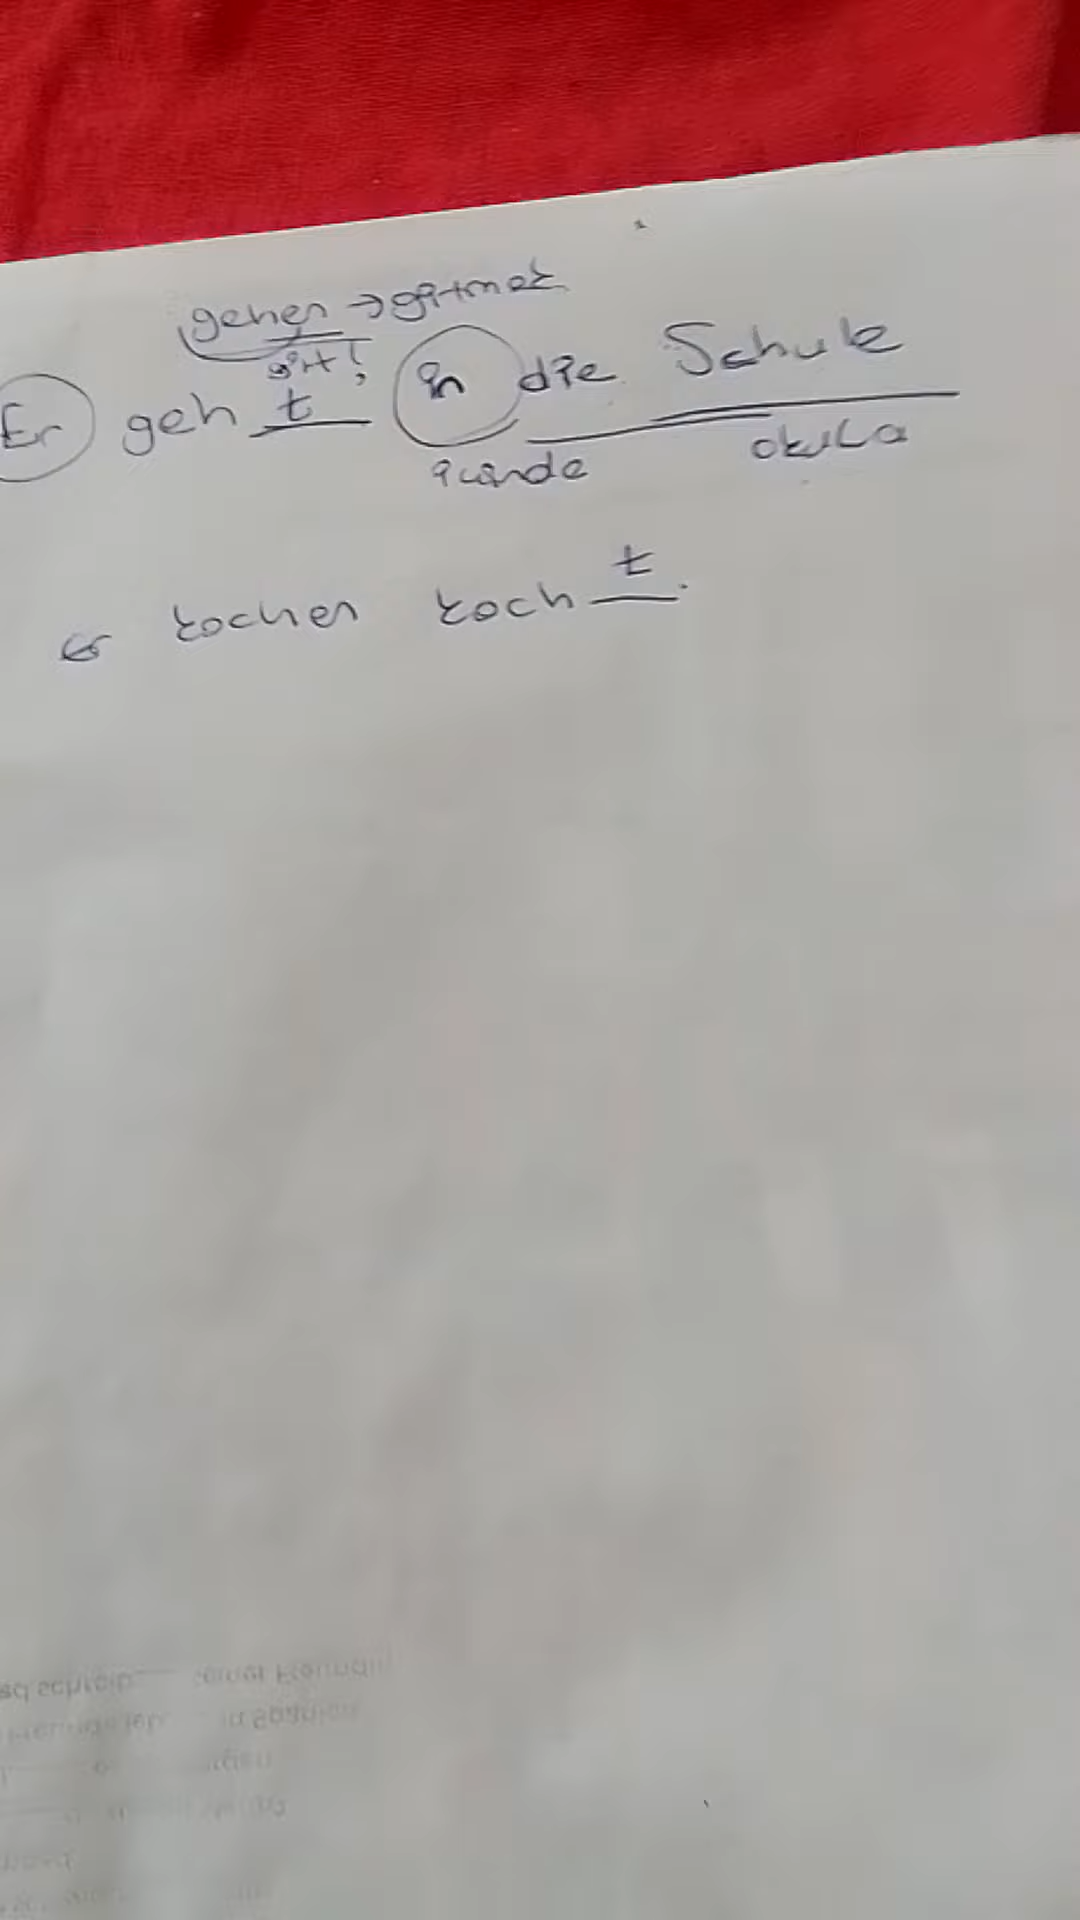 gehen → gitmek
git!
Er geh t in die Schule
içinde okula
er kochen koch t.